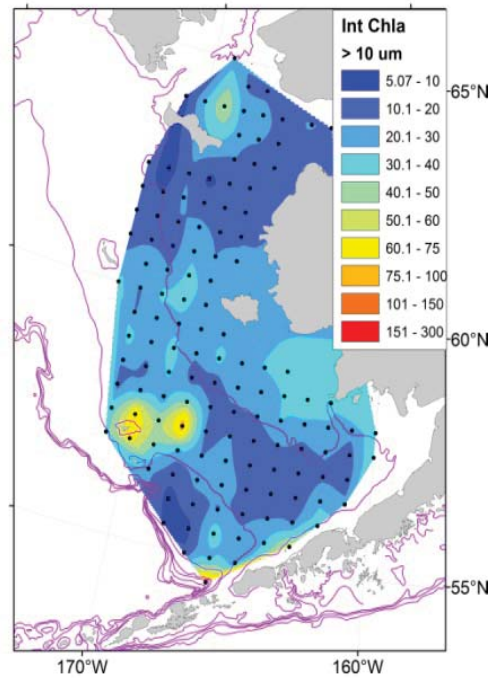 Int Chla
> 10 um
5.07 - 10
10.1 - 20
20.1 - 30
30.1 - 40
40.1 - 50
50.1 - 60
60.1 - 75
75.1 - 100
101 - 150
151 - 300
65°N
60°N
55°N
170°W
160°W